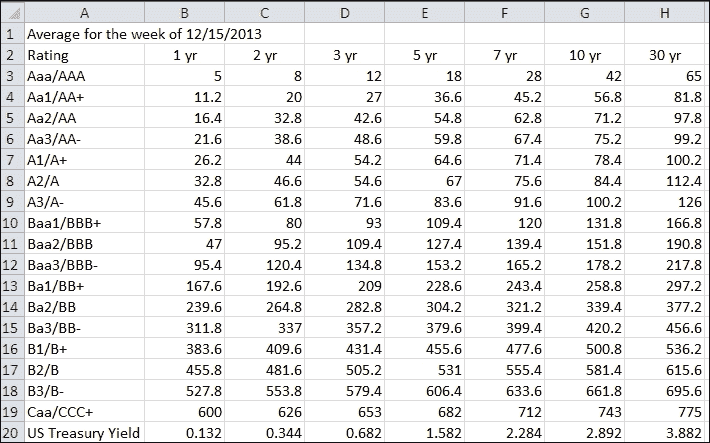 A B C D E F G H
1 Average for the week of 12/15/2013
2 Rating 1 yr 2 yr 3 yr 5 yr 7 yr 10 yr 30 yr
3 Aaa/AAA 5 8 12 18 28 42 65
4 Aa1/AA+ 11.2 20 27 36.6 45.2 56.8 81.8
5 Aa2/AA 16.4 32.8 42.6 54.8 62.8 71.2 97.8
6 Aa3/AA- 21.6 38.6 48.6 59.8 67.4 75.2 99.2
7 A1/A+ 26.2 44 54.2 64.6 71.4 78.4 100.2
8 A2/A 32.8 46.6 54.6 67 75.6 84.4 112.4
9 A3/A- 45.6 61.8 71.6 83.6 91.6 100.2 126
10 Baa1/BBB+ 57.8 80 93 109.4 120 131.8 166.8
11 Baa2/BBB 47 95.2 109.4 127.4 139.4 151.8 190.8
12 Baa3/BBB- 95.4 120.4 134.8 153.2 165.2 178.2 217.8
13 Ba1/BB+ 167.6 192.6 209 228.6 243.4 258.8 297.2
14 Ba2/BB 239.6 264.8 282.8 304.2 321.2 339.4 377.2
15 Ba3/BB- 311.8 337 357.2 379.6 399.4 420.2 456.6
16 B1/B+ 383.6 409.6 431.4 455.6 477.6 500.8 536.2
17 B2/B 455.8 481.6 505.2 531 555.4 581.4 615.6
18 B3/B- 527.8 553.8 579.4 606.4 633.6 661.8 695.6
19 Caa/CCC+ 600 626 653 682 712 743 775
20 US Treasury Yield 0.132 0.344 0.682 1.582 2.284 2.892 3.882